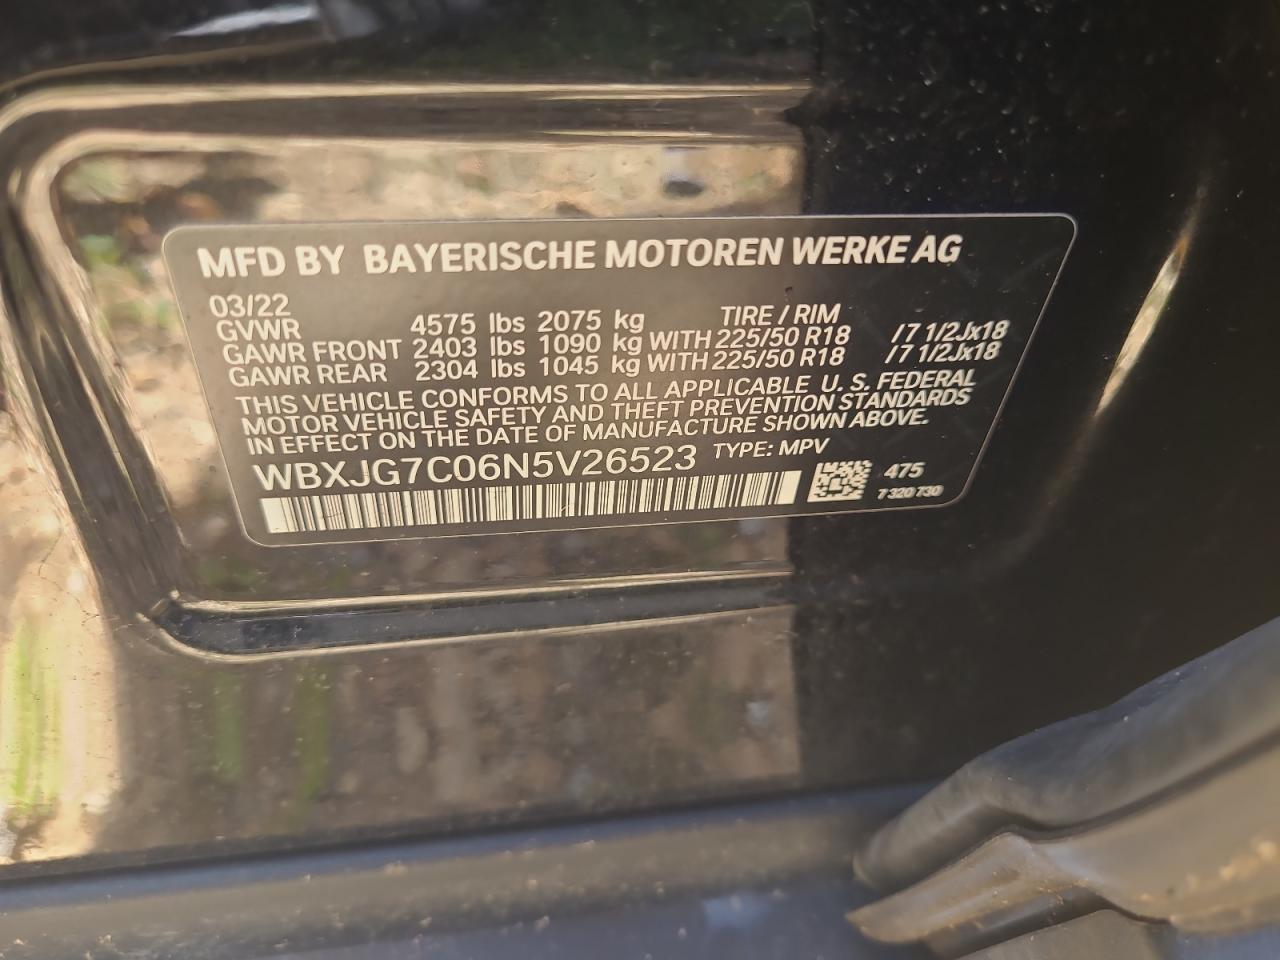 MFD BY BAYERISCHE MOTOREN WERKE AG
03/22 TIRE / RIM
GVWR 4575 lbs 2075 kg
GAWR FRONT 2403 lbs 1090 kg WITH 225/50 R18 / 7 1/2Jx18
GAWR REAR 2304 lbs 1045 kg WITH 225/50 R18 / 7 1/2Jx18
THIS VEHICLE CONFORMS TO ALL APPLICABLE U. S. FEDERAL
MOTOR VEHICLE SAFETY AND THEFT PREVENTION STANDARDS
IN EFFECT ON THE DATE OF MANUFACTURE SHOWN ABOVE.
WBXJG7C06N5V26523 TYPE: MPV
475
7 320 730